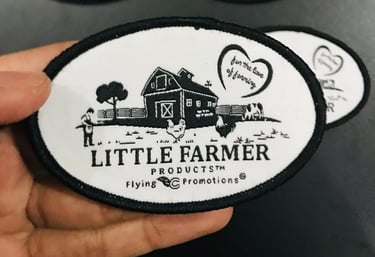 for the love
of farming
LITTLE FARMER
PRODUCTS™
Flying Promotions